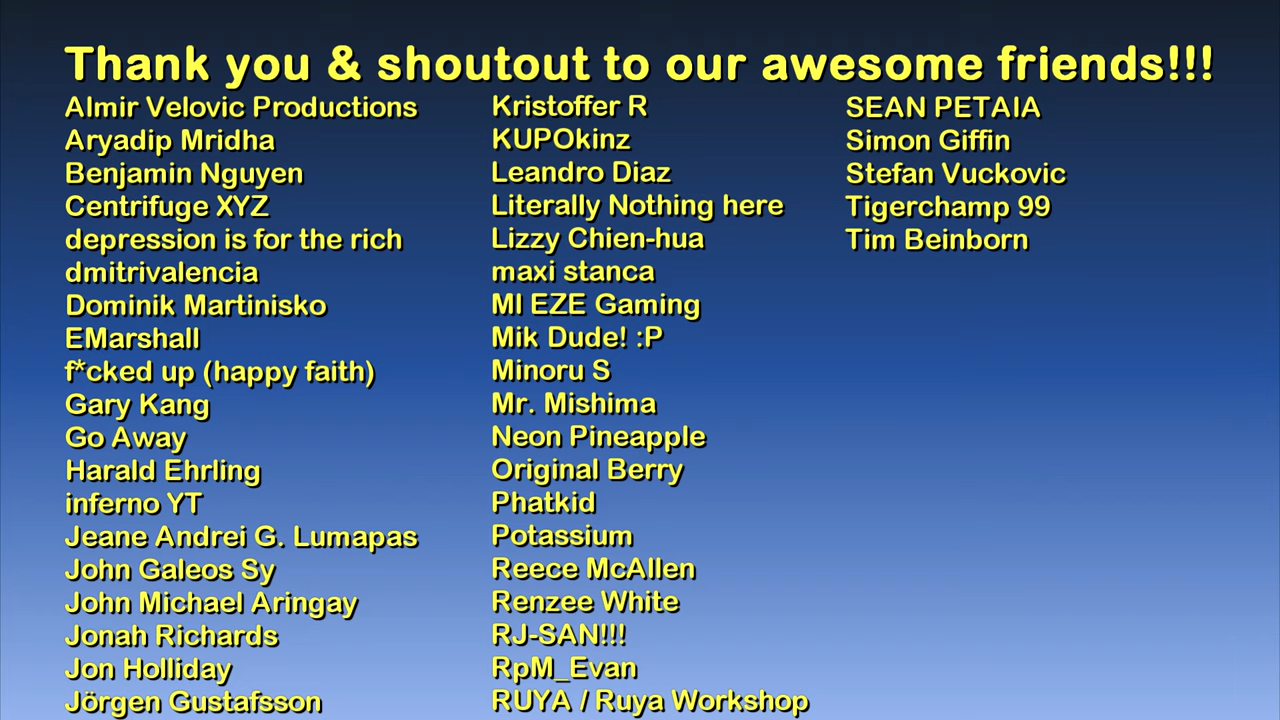 Thank you & shoutout to our awesome friends!!!
Almir Velovic Productions
Aryadip Mridha
Benjamin Nguyen
Centrifuge XYZ
depression is for the rich
dmitrivalencia
Dominik Martinisko
EMarshall
f*cked up (happy faith)
Gary Kang
Go Away
Harald Ehrling
inferno YT
Jeane Andrei G. Lumapas
John Galeos Sy
John Michael Aringay
Jonah Richards
Jon Holliday
Jörgen Gustafsson
Kristoffer R
KUPOkinz
Leandro Diaz
Literally Nothing here
Lizzy Chien-hua
maxi stanca
MI EZE Gaming
Mik Dude! :P
Minoru S
Mr. Mishima
Neon Pineapple
Original Berry
Phatkid
Potassium
Reece McAllen
Renzee White
RJ-SAN!!!
RpM_Evan
RUYA / Ruya Workshop
SEAN PETAIA
Simon Giffin
Stefan Vuckovic
Tigerchamp 99
Tim Beinborn